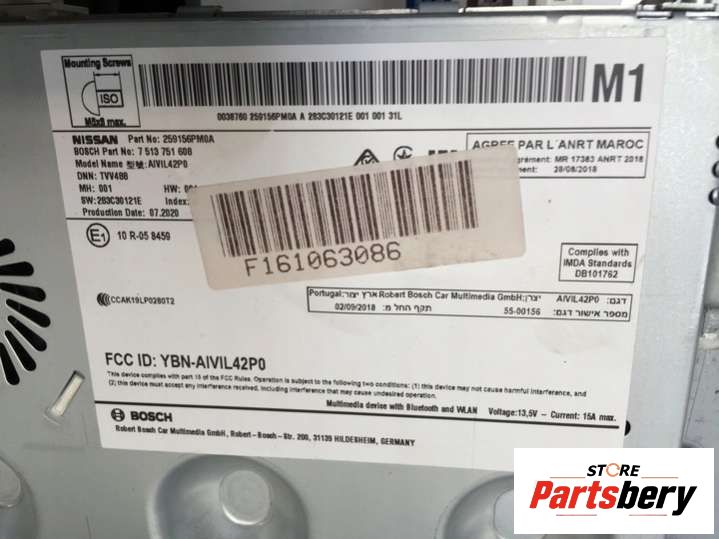 Mounting Screws
ISO
M5x8 max.
0038760 259156PM0A A 283C30121E 001 001 31L
M1
NISSAN Part No: 259156PM0A
BOSCH Part No: 7 513 751 608
Model Name 型號:AIVIL42P0
DNN: TVV488
MH: 001 HW:
SW:283C30121E Index:
Production Date: 07.2020
AGREE PAR L'ANRT MAROC
MR 17363 ANRT 2018
28/08/2018
F161063086
E1 10 R-05 8459
Complies with
IMDA Standards
DB101762
CCAK19LP0280T2
דגם: AIVIL42P0 יצרן: Robert Bosch Car Multimedia GmbH ארץ יצור: Portugal
מספר אישור דגם: 55-00156 תקף החל מ: 02/09/2018
FCC ID: YBN-AIVIL42P0
This device complies with part 15 of the FCC Rules. Operation is subject to the following two conditions: (1) this device may not cause harmful interference, and
(2) this device must accept any interference received, including interference that may cause undesired operation.
Multimedia device with Bluetooth and WLAN Voltage:13,5V - Current: 15A max.
BOSCH
Robert Bosch Car Multimedia GmbH, Robert-Bosch-Str. 200, 31139 HILDESHEIM, GERMANY
STORE
Partsbery